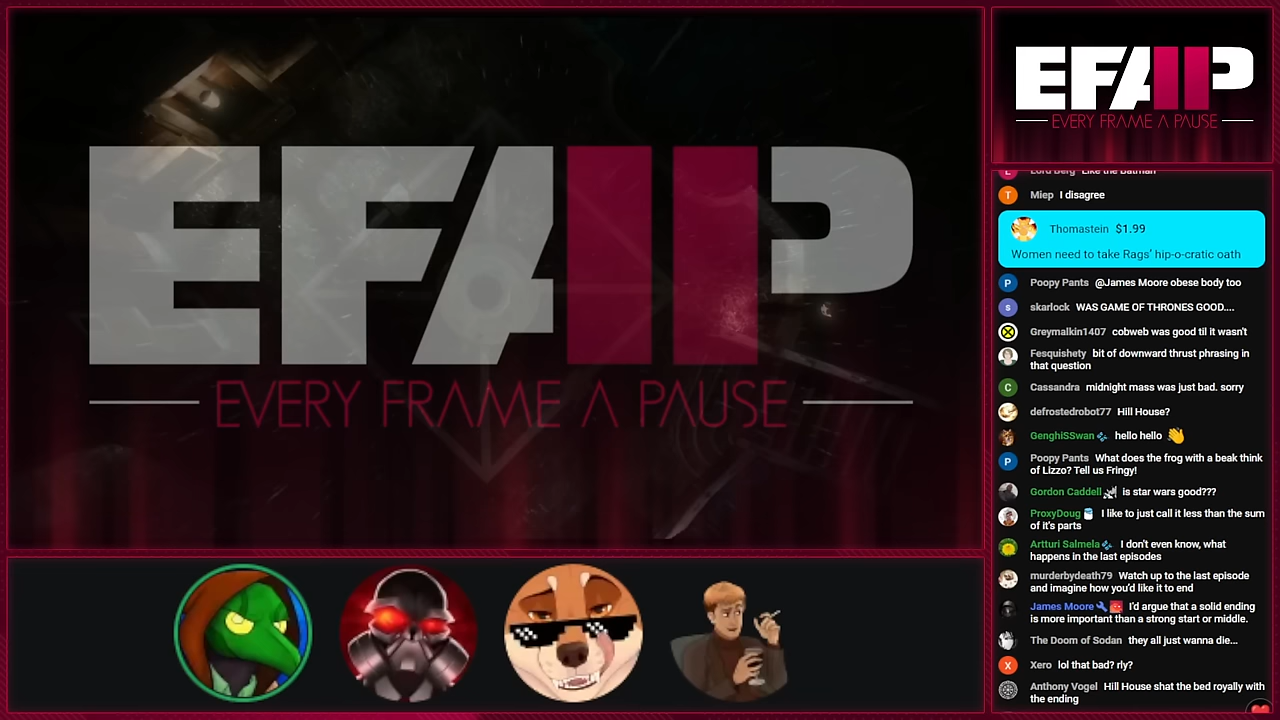 EFAP
EVERY FRAME A PAUSE
EFAP
EVERY FRAME A PAUSE
Lord Berg Like the Batman
T Miep I disagree
Thomastein $1.99
Women need to take Rags' hip-o-cratic oath
P Poopy Pants @James Moore obese body too
s skarlock WAS GAME OF THRONES GOOD....
Greymalkin1407 cobweb was good til it wasn't
Fesquishety bit of downward thrust phrasing in
that question
C Cassandra midnight mass was just bad. sorry
defrostedrobot77 Hill House?
GenghiSSwan hello hello 👋
P Poopy Pants What does the frog with a beak think
of Lizzo? Tell us Fringy!
Gordon Caddell is star wars good???
ProxyDoug I like to just call it less than the sum
of it's parts
Artturi Salmela I don't even know, what
happens in the last episodes
murderbydeath79 Watch up to the last episode
and imagine how you'd like it to end
James Moore I'd argue that a solid ending
is more important than a strong start or middle.
The Doom of Sodan they all just wanna die...
X Xero lol that bad? rly?
Anthony Vogel Hill House shat the bed royally with
the ending